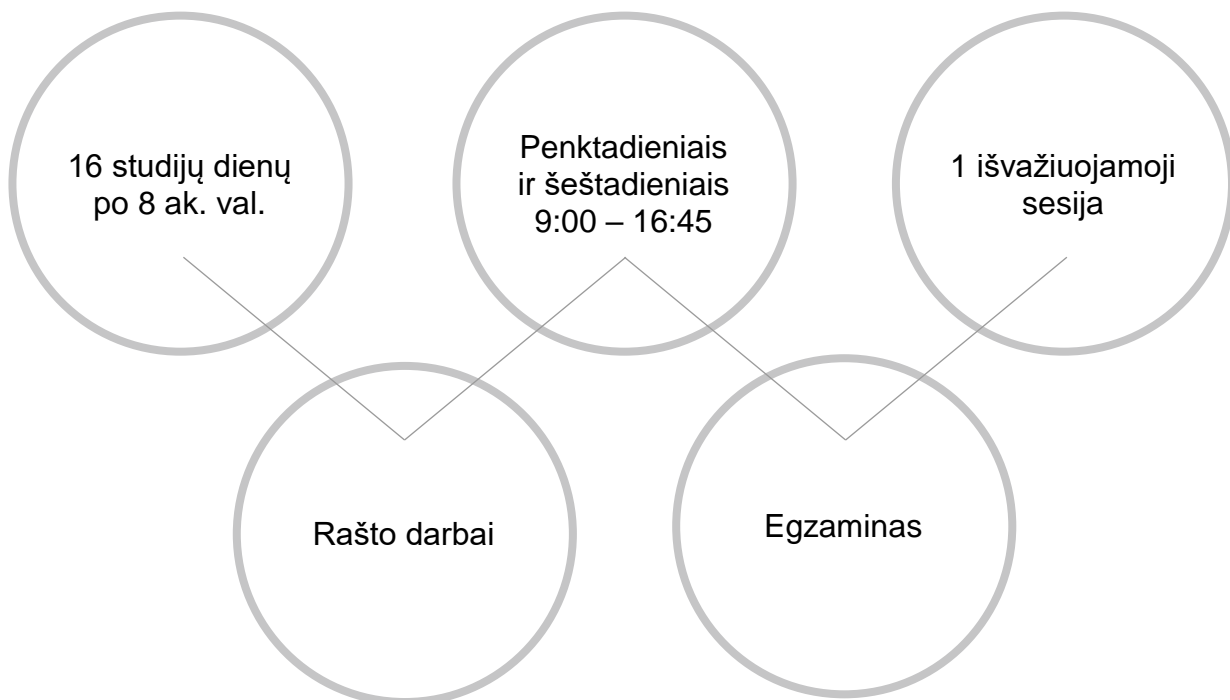 16 studijų dienų
po 8 ak. val.
Penktadieniais
ir šeštadieniais
9:00 – 16:45
1 išvažiuojamoji
sesija
Rašto darbai
Egzaminas